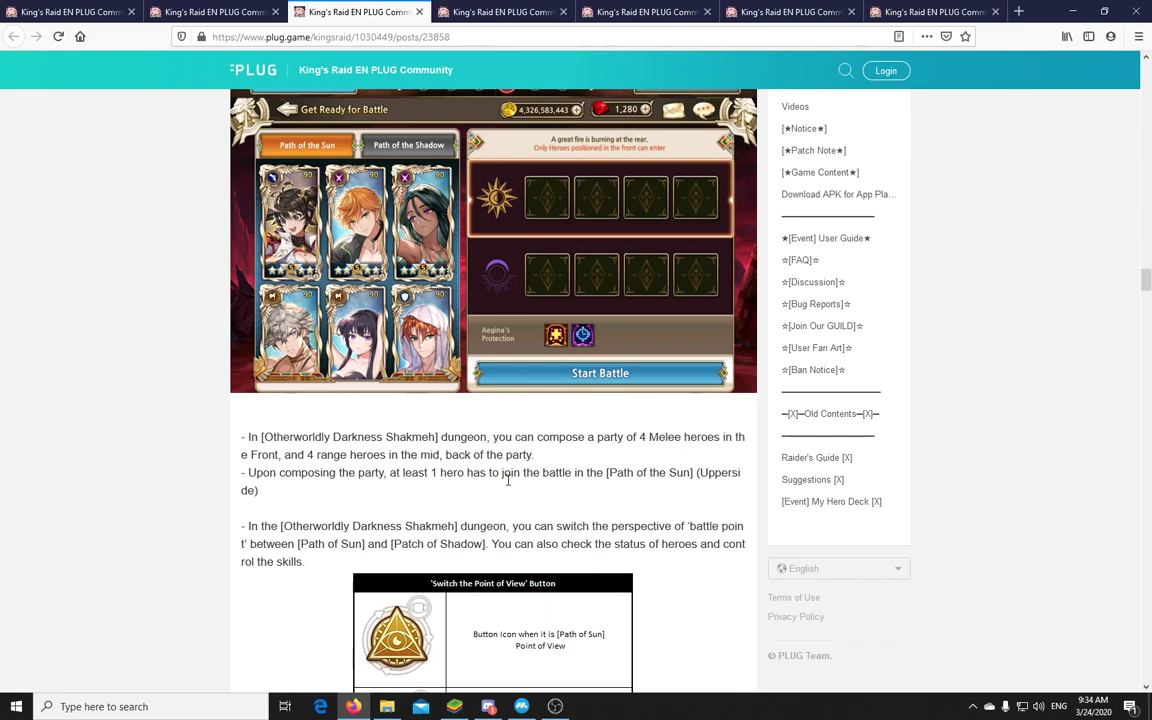 King's Raid EN PLUG Comm
King's Raid EN PLUG Comm
King's Raid EN PLUG Comm
King's Raid EN PLUG Comm
King's Raid EN PLUG Comm
King's Raid EN PLUG Comm
King's Raid EN PLUG Comm
https://www.plug.game/kingsraid/1030449/posts/23858
PLUG
King's Raid EN PLUG Community
Login
Get Ready for Battle
4,326,583,443
1,280
Path of the Sun
Path of the Shadow
A great fire is burning at the rear,
Only Heroes positioned in the front can enter
90
90
90
5
90
90
90
Aegina's
Protection
Start Battle
- In [Otherworldly Darkness Shakmeh] dungeon, you can compose a party of 4 Melee heroes in th
e Front, and 4 range heroes in the mid, back of the party.
- Upon composing the party, at least 1 hero has to join the battle in the [Path of the Sun] (Uppersi
de)
- In the [Otherworldly Darkness Shakmeh] dungeon, you can switch the perspective of 'battle poin
t' between [Path of Sun] and [Patch of Shadow]. You can also check the status of heroes and cont
rol the skills.
'Switch the Point of View' Button
Button Icon when it is [Path of Sun]
Point of View
Videos
[★Notice★]
[★Patch Note★]
[★Game Content★]
Download APK for App Pla...
★[Event] User Guide★
☆[FAQ]☆
☆[Discussion]☆
☆[Bug Reports]☆
☆[Join Our GUILD]☆
☆[User Fan Art]☆
☆[Ban Notice]☆
━[X]━Old Contents━[X]━
Raider's Guide [X]
Suggestions [X]
[Event] My Hero Deck [X]
English
Terms of Use
Privacy Policy
© PLUG Team.
Type here to search
ENG
9:34 AM
3/24/2020
1